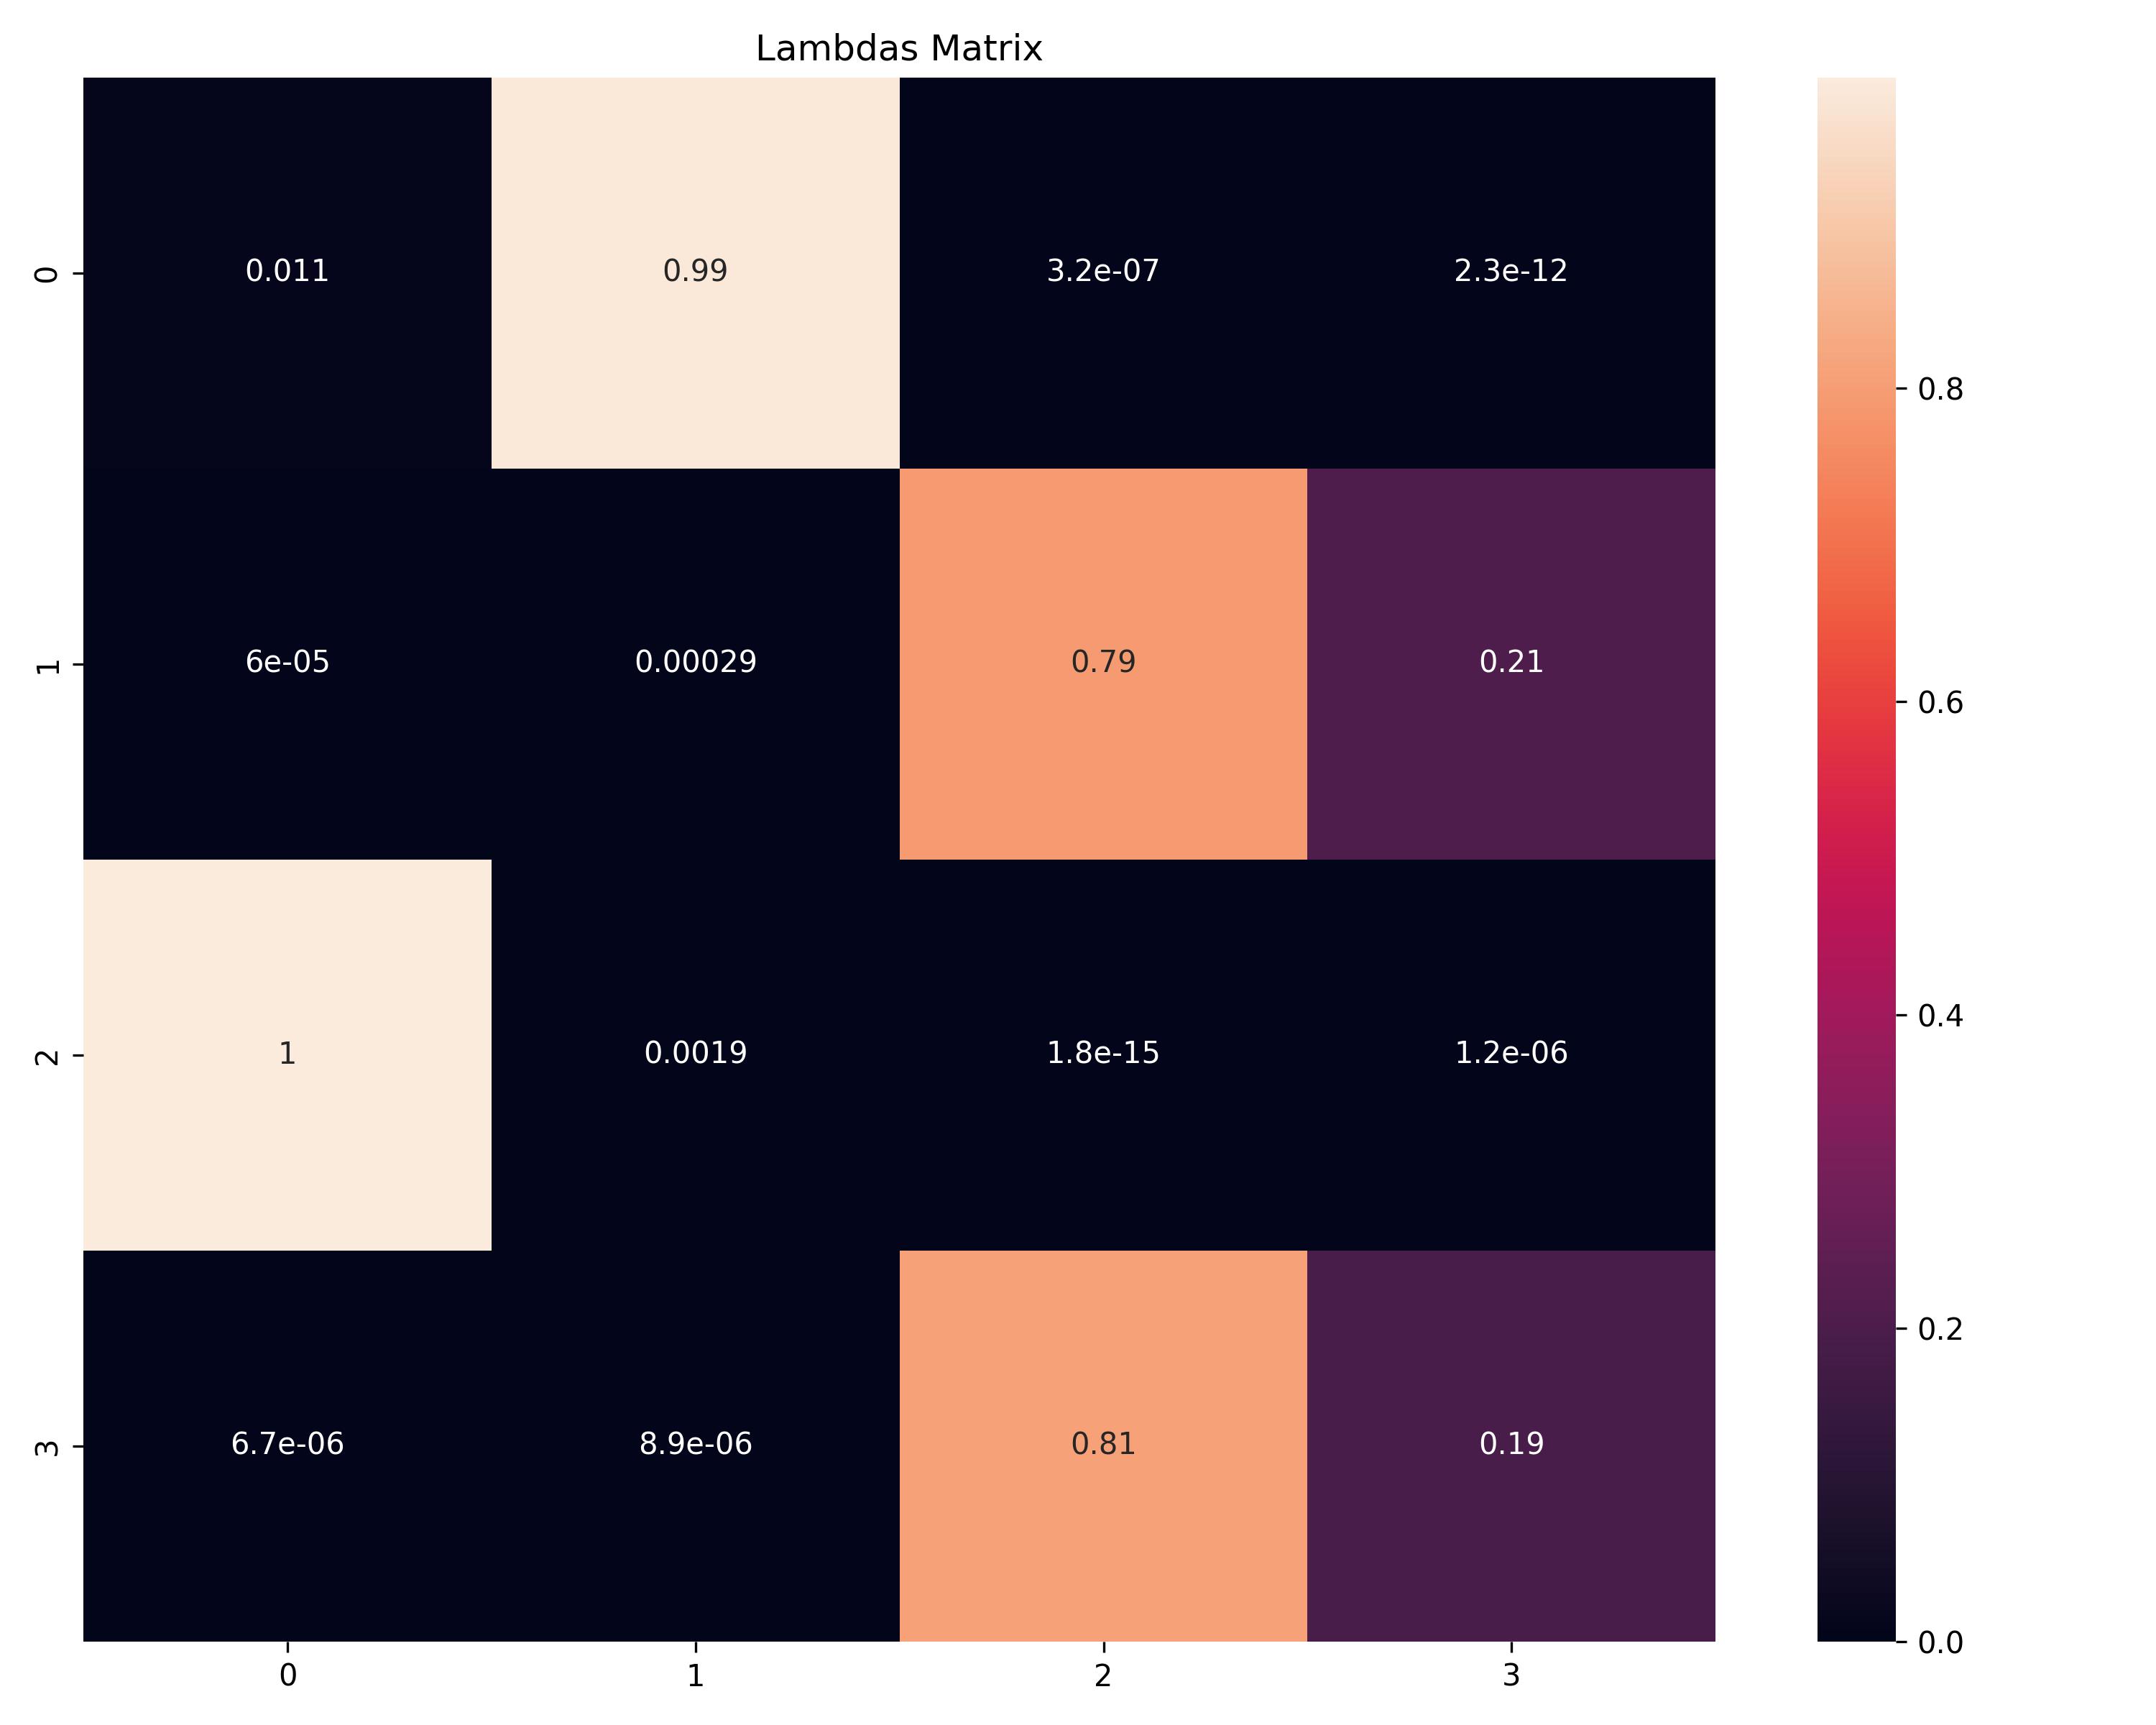 Lambdas Matrix
0 0.011 0.99 3.2e-07 2.3e-12
0.8
1 6e-05 0.00029 0.79 0.21
0.6
2 1 0.0019 1.8e-15 1.2e-06
0.4
0.2
3 6.7e-06 8.9e-06 0.81 0.19
0.0
0 1 2 3